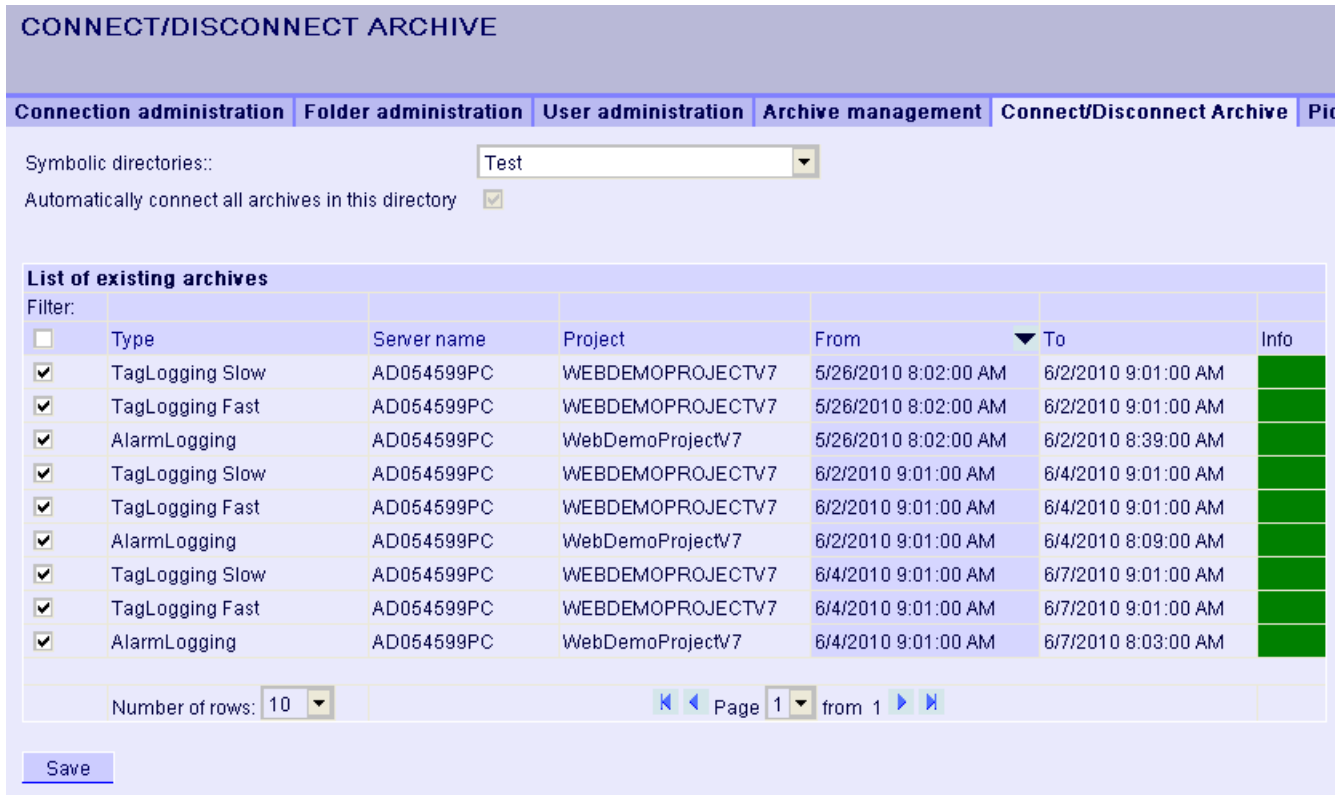 CONNECT/DISCONNECT ARCHIVE
Connection administration Folder administration User administration Archive management Connect/Disconnect Archive Pic
Symbolic directories:: Test
Automatically connect all archives in this directory
List of existing archives
Filter:
Type Server name Project From To Info
TagLogging Slow AD054599PC WEBDEMOPROJECTV7 5/26/2010 8:02:00 AM 6/2/2010 9:01:00 AM
TagLogging Fast AD054599PC WEBDEMOPROJECTV7 5/26/2010 8:02:00 AM 6/2/2010 9:01:00 AM
AlarmLogging AD054599PC WebDemoProjectV7 5/26/2010 8:02:00 AM 6/2/2010 8:39:00 AM
TagLogging Slow AD054599PC WEBDEMOPROJECTV7 6/2/2010 9:01:00 AM 6/4/2010 9:01:00 AM
TagLogging Fast AD054599PC WEBDEMOPROJECTV7 6/2/2010 9:01:00 AM 6/4/2010 9:01:00 AM
AlarmLogging AD054599PC WebDemoProjectV7 6/2/2010 9:01:00 AM 6/4/2010 8:09:00 AM
TagLogging Slow AD054599PC WEBDEMOPROJECTV7 6/4/2010 9:01:00 AM 6/7/2010 9:01:00 AM
TagLogging Fast AD054599PC WEBDEMOPROJECTV7 6/4/2010 9:01:00 AM 6/7/2010 9:01:00 AM
AlarmLogging AD054599PC WebDemoProjectV7 6/4/2010 9:01:00 AM 6/7/2010 8:03:00 AM
Number of rows: 10 Page 1 from 1
Save